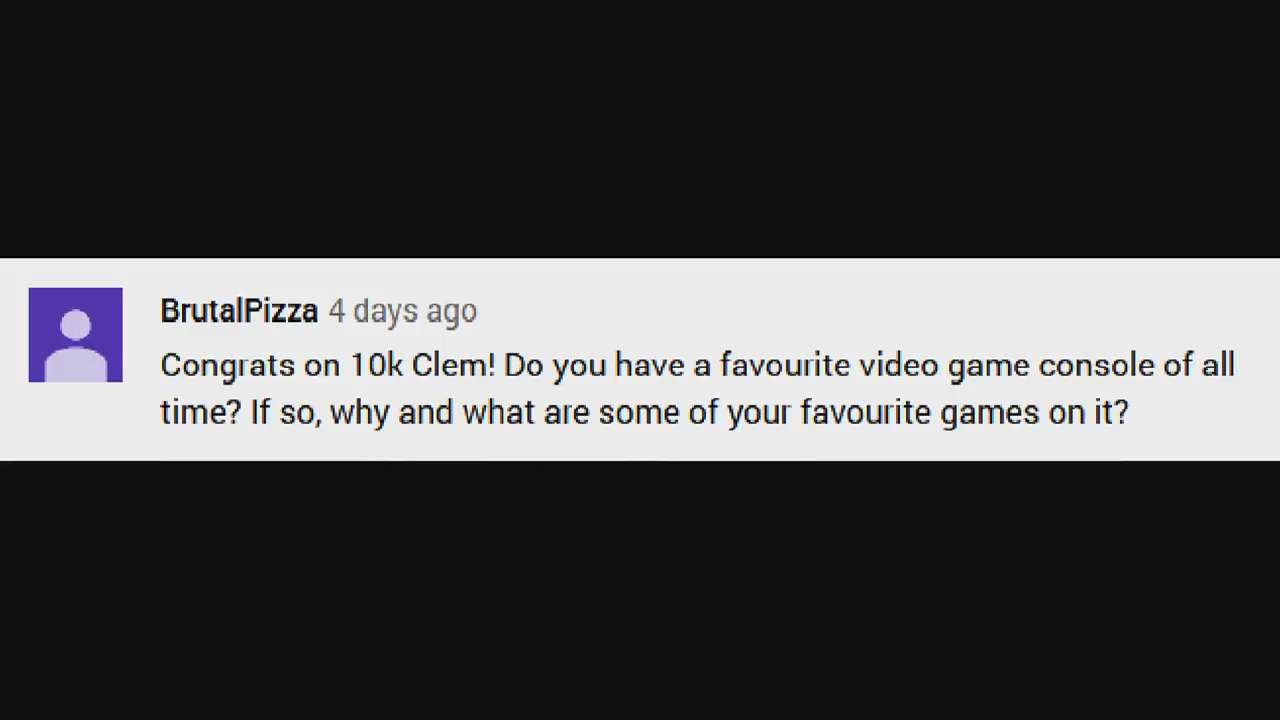 BrutalPizza 4 days ago
Congrats on 10k Clem! Do you have a favourite video game console of all
time? If so, why and what are some of your favourite games on it?